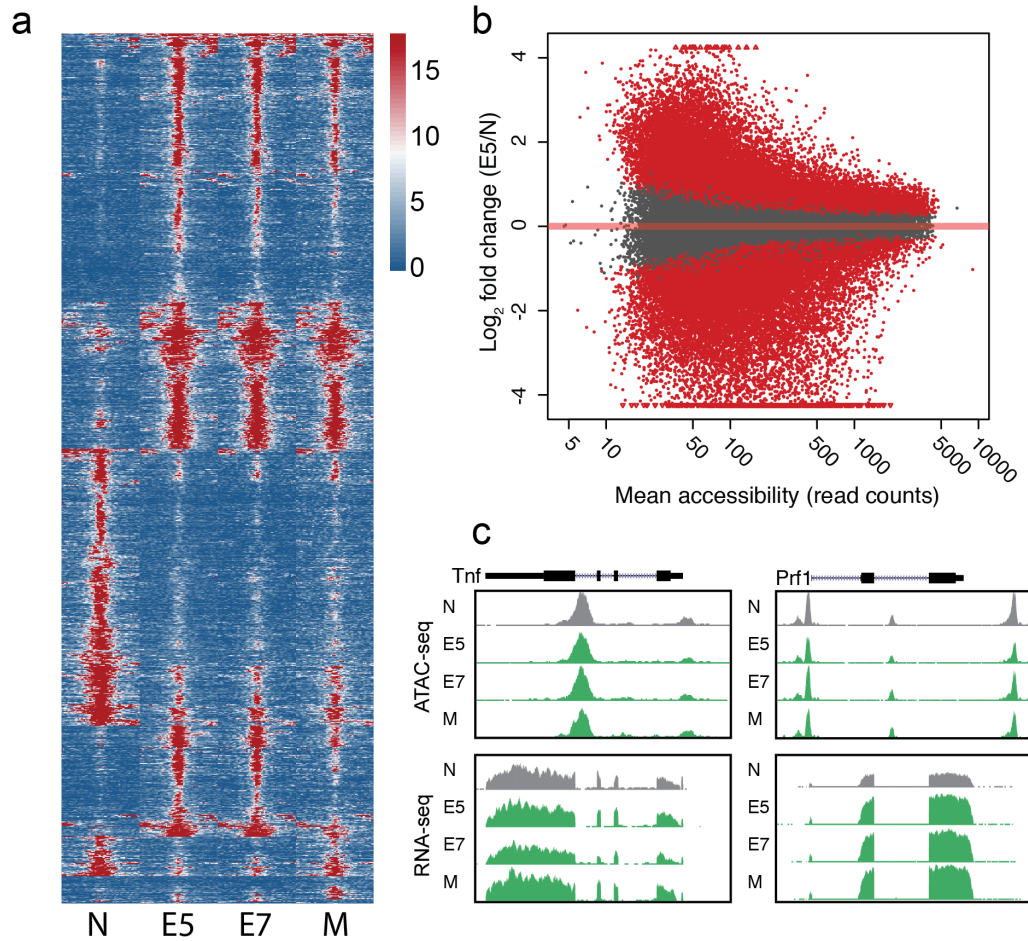 a
15
10
5
0
N E5 E7 M
b
Log2 fold change (E5/N)
4
2
0
-2
-4
5 10 50 100 500 1000 5000 10000
Mean accessibility (read counts)
c
Tnf
ATAC-seq
N
E5
E7
M
RNA-seq
N
E5
E7
M
Prf1
N
E5
E7
M
N
E5
E7
M